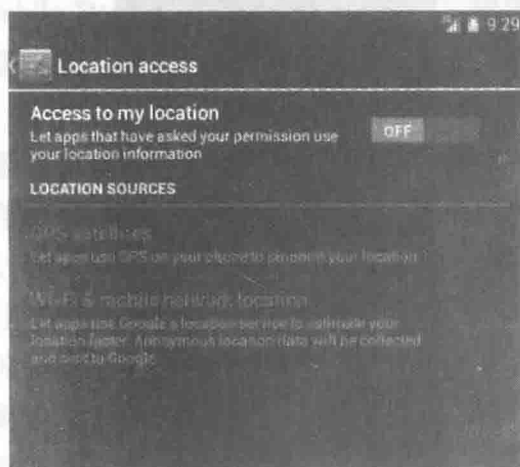 9:29
Location access
Access to my location
Let apps that have asked your permission use
your location information
OFF
LOCATION SOURCES
GPS satellites
Let apps use GPS on your phone to pinpoint your location
Wi-Fi & mobile network location
Let apps use Google's location service to estimate your
location faster. Anonymous location data will be collected
and sent to Google.